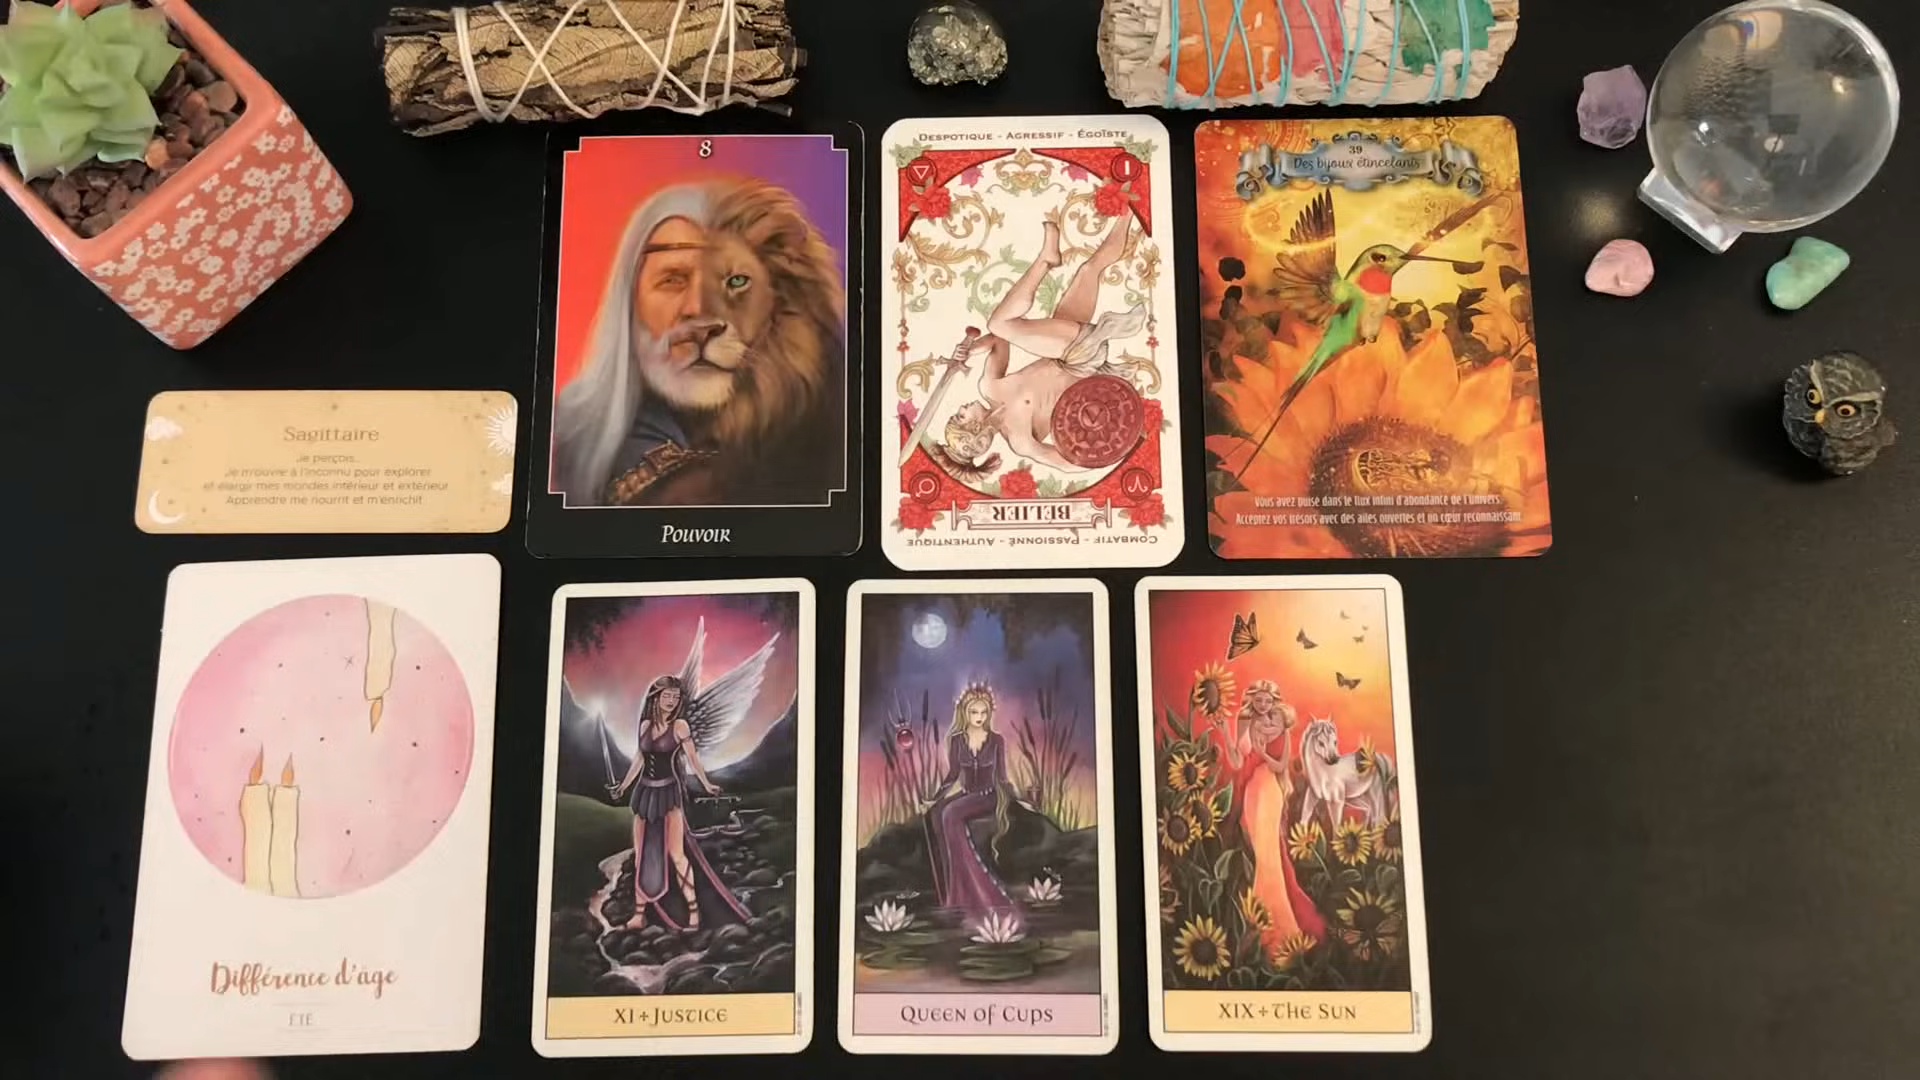 Sagittaire
Je perçois...
Je m'ouvre à l'inconnu pour explorer
et élargir mes mondes intérieur et extérieur
Apprendre me nourrit et m'enrichit
8
Pouvoir
Despotique - Agressif - Égoïste
I
BÉLIER
Combatif - Passionné - Authentique
39
Des bijoux étincelants
Vous avez puisé dans le flux infini d'abondance de l'univers.
Acceptez vos trésors avec des ailes ouvertes et un cœur reconnaissant.
Différence d'âge
ÉTÉ
XI + Justice
Queen of Cups
XIX + The Sun